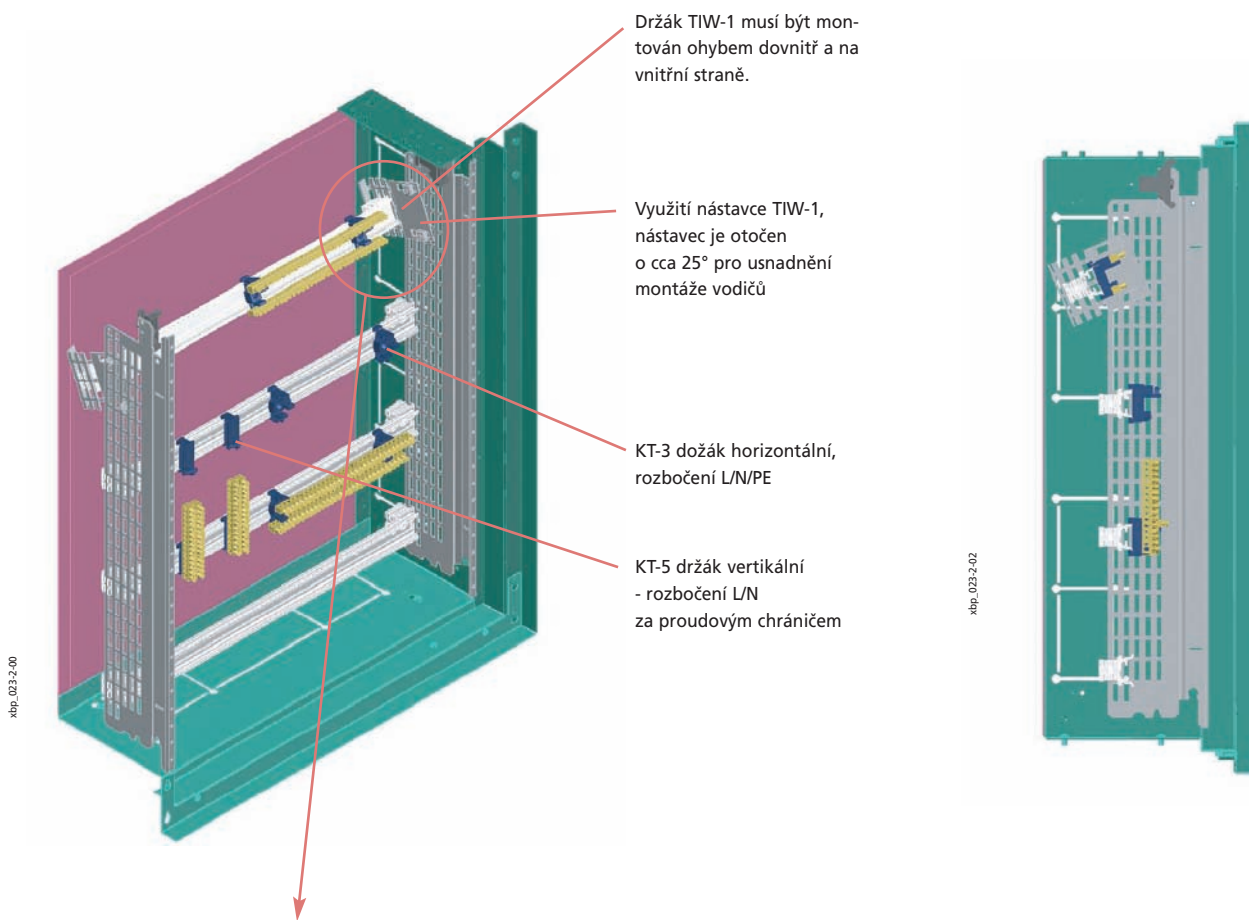 Držák TIW-1 musí být mon-
tován ohybem dovnitř a na
vnitřní straně.
Využití nástavce TIW-1,
nástavec je otočen
o cca 25° pro usnadnění
montáže vodičů
KT-3 dožák horizontální,
rozbočení L/N/PE
KT-5 držák vertikální
- rozbočení L/N
za proudovým chráničem
xbp_023-2-00
xbp_023-2-02